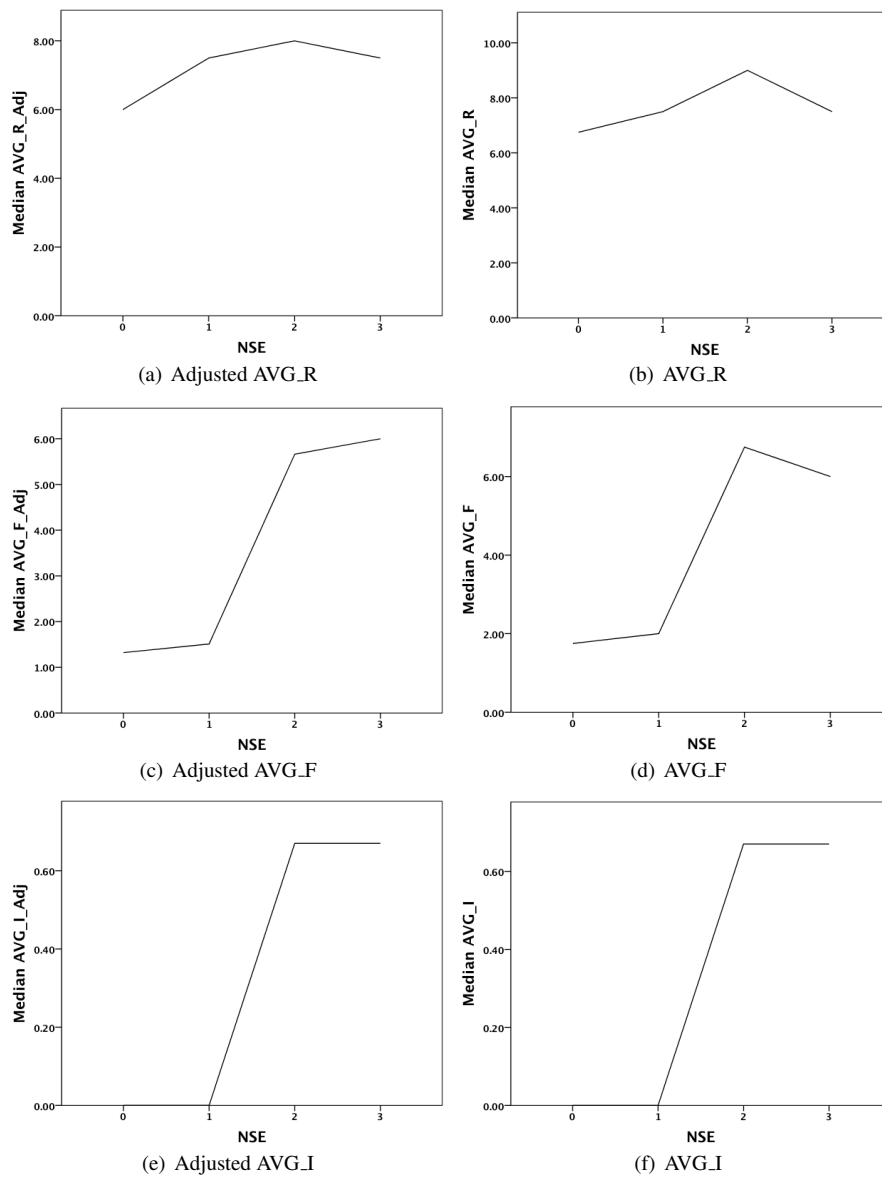 Median AVG_R_Adj
8.00
6.00
4.00
2.00
0.00
0 1 2 3
NSE
(a) Adjusted AVG_R
Median AVG_R
10.00
8.00
6.00
4.00
2.00
0.00
0 1 2 3
NSE
(b) AVG_R
Median AVG_F_Adj
6.00
5.00
4.00
3.00
2.00
1.00
0.00
0 1 2 3
NSE
(c) Adjusted AVG_F
Median AVG_F
6.00
4.00
2.00
0.00
0 1 2 3
NSE
(d) AVG_F
Median AVG_I_Adj
0.60
0.40
0.20
0.00
0 1 2 3
NSE
(e) Adjusted AVG_I
Median AVG_I
0.60
0.40
0.20
0.00
0 1 2 3
NSE
(f) AVG_I